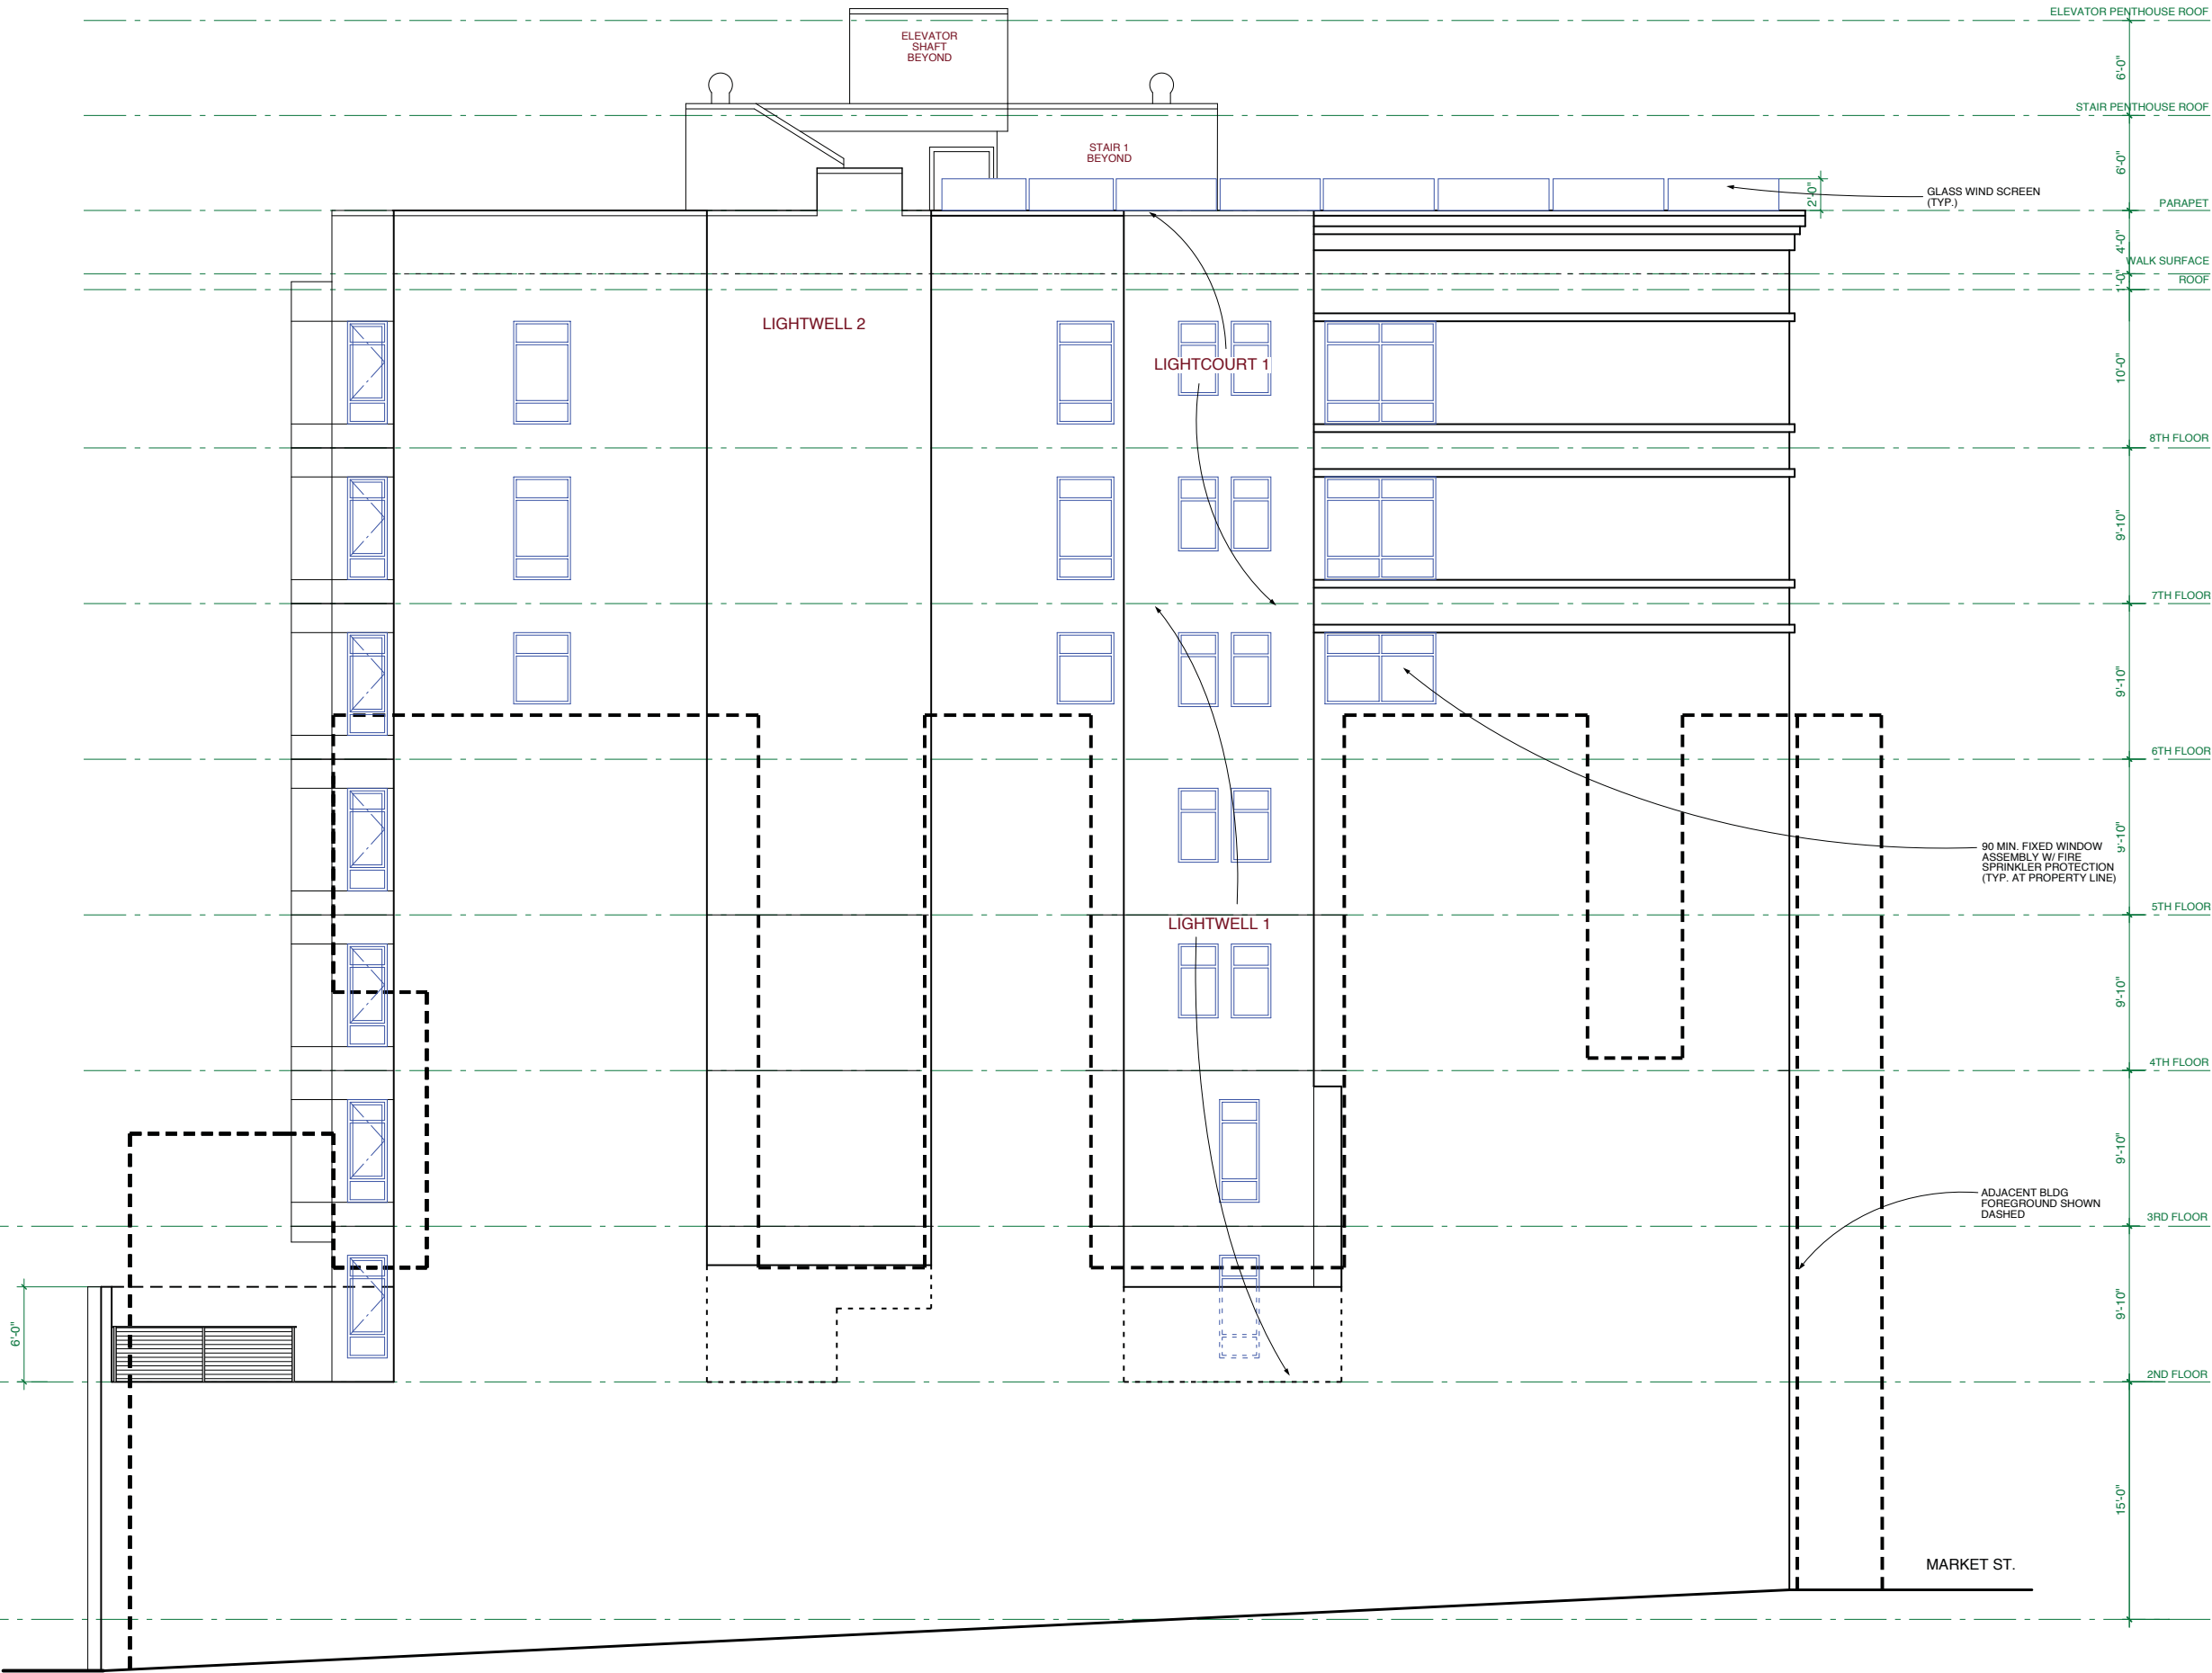 ELEVATOR PENTHOUSE ROOF
ELEVATOR
SHAFT
BEYOND
6'-0"
STAIR PENTHOUSE ROOF
STAIR 1
BEYOND
6'-0"
GLASS WIND SCREEN
(TYP.)
2'-0"
PARAPET
4'-0"
WALK SURFACE
1'-0"
ROOF
LIGHTWELL 2
LIGHTCOURT 1
10'-0"
8TH FLOOR
9'-10"
7TH FLOOR
9'-10"
6TH FLOOR
9'-10"
90 MIN. FIXED WINDOW
ASSEMBLY W/ FIRE
SPRINKLER PROTECTION
(TYP. AT PROPERTY LINE)
5TH FLOOR
LIGHTWELL 1
9'-10"
4TH FLOOR
9'-10"
ADJACENT BLDG
FOREGROUND SHOWN
DASHED
3RD FLOOR
9'-10"
6'-0"
2ND FLOOR
15'-0"
MARKET ST.